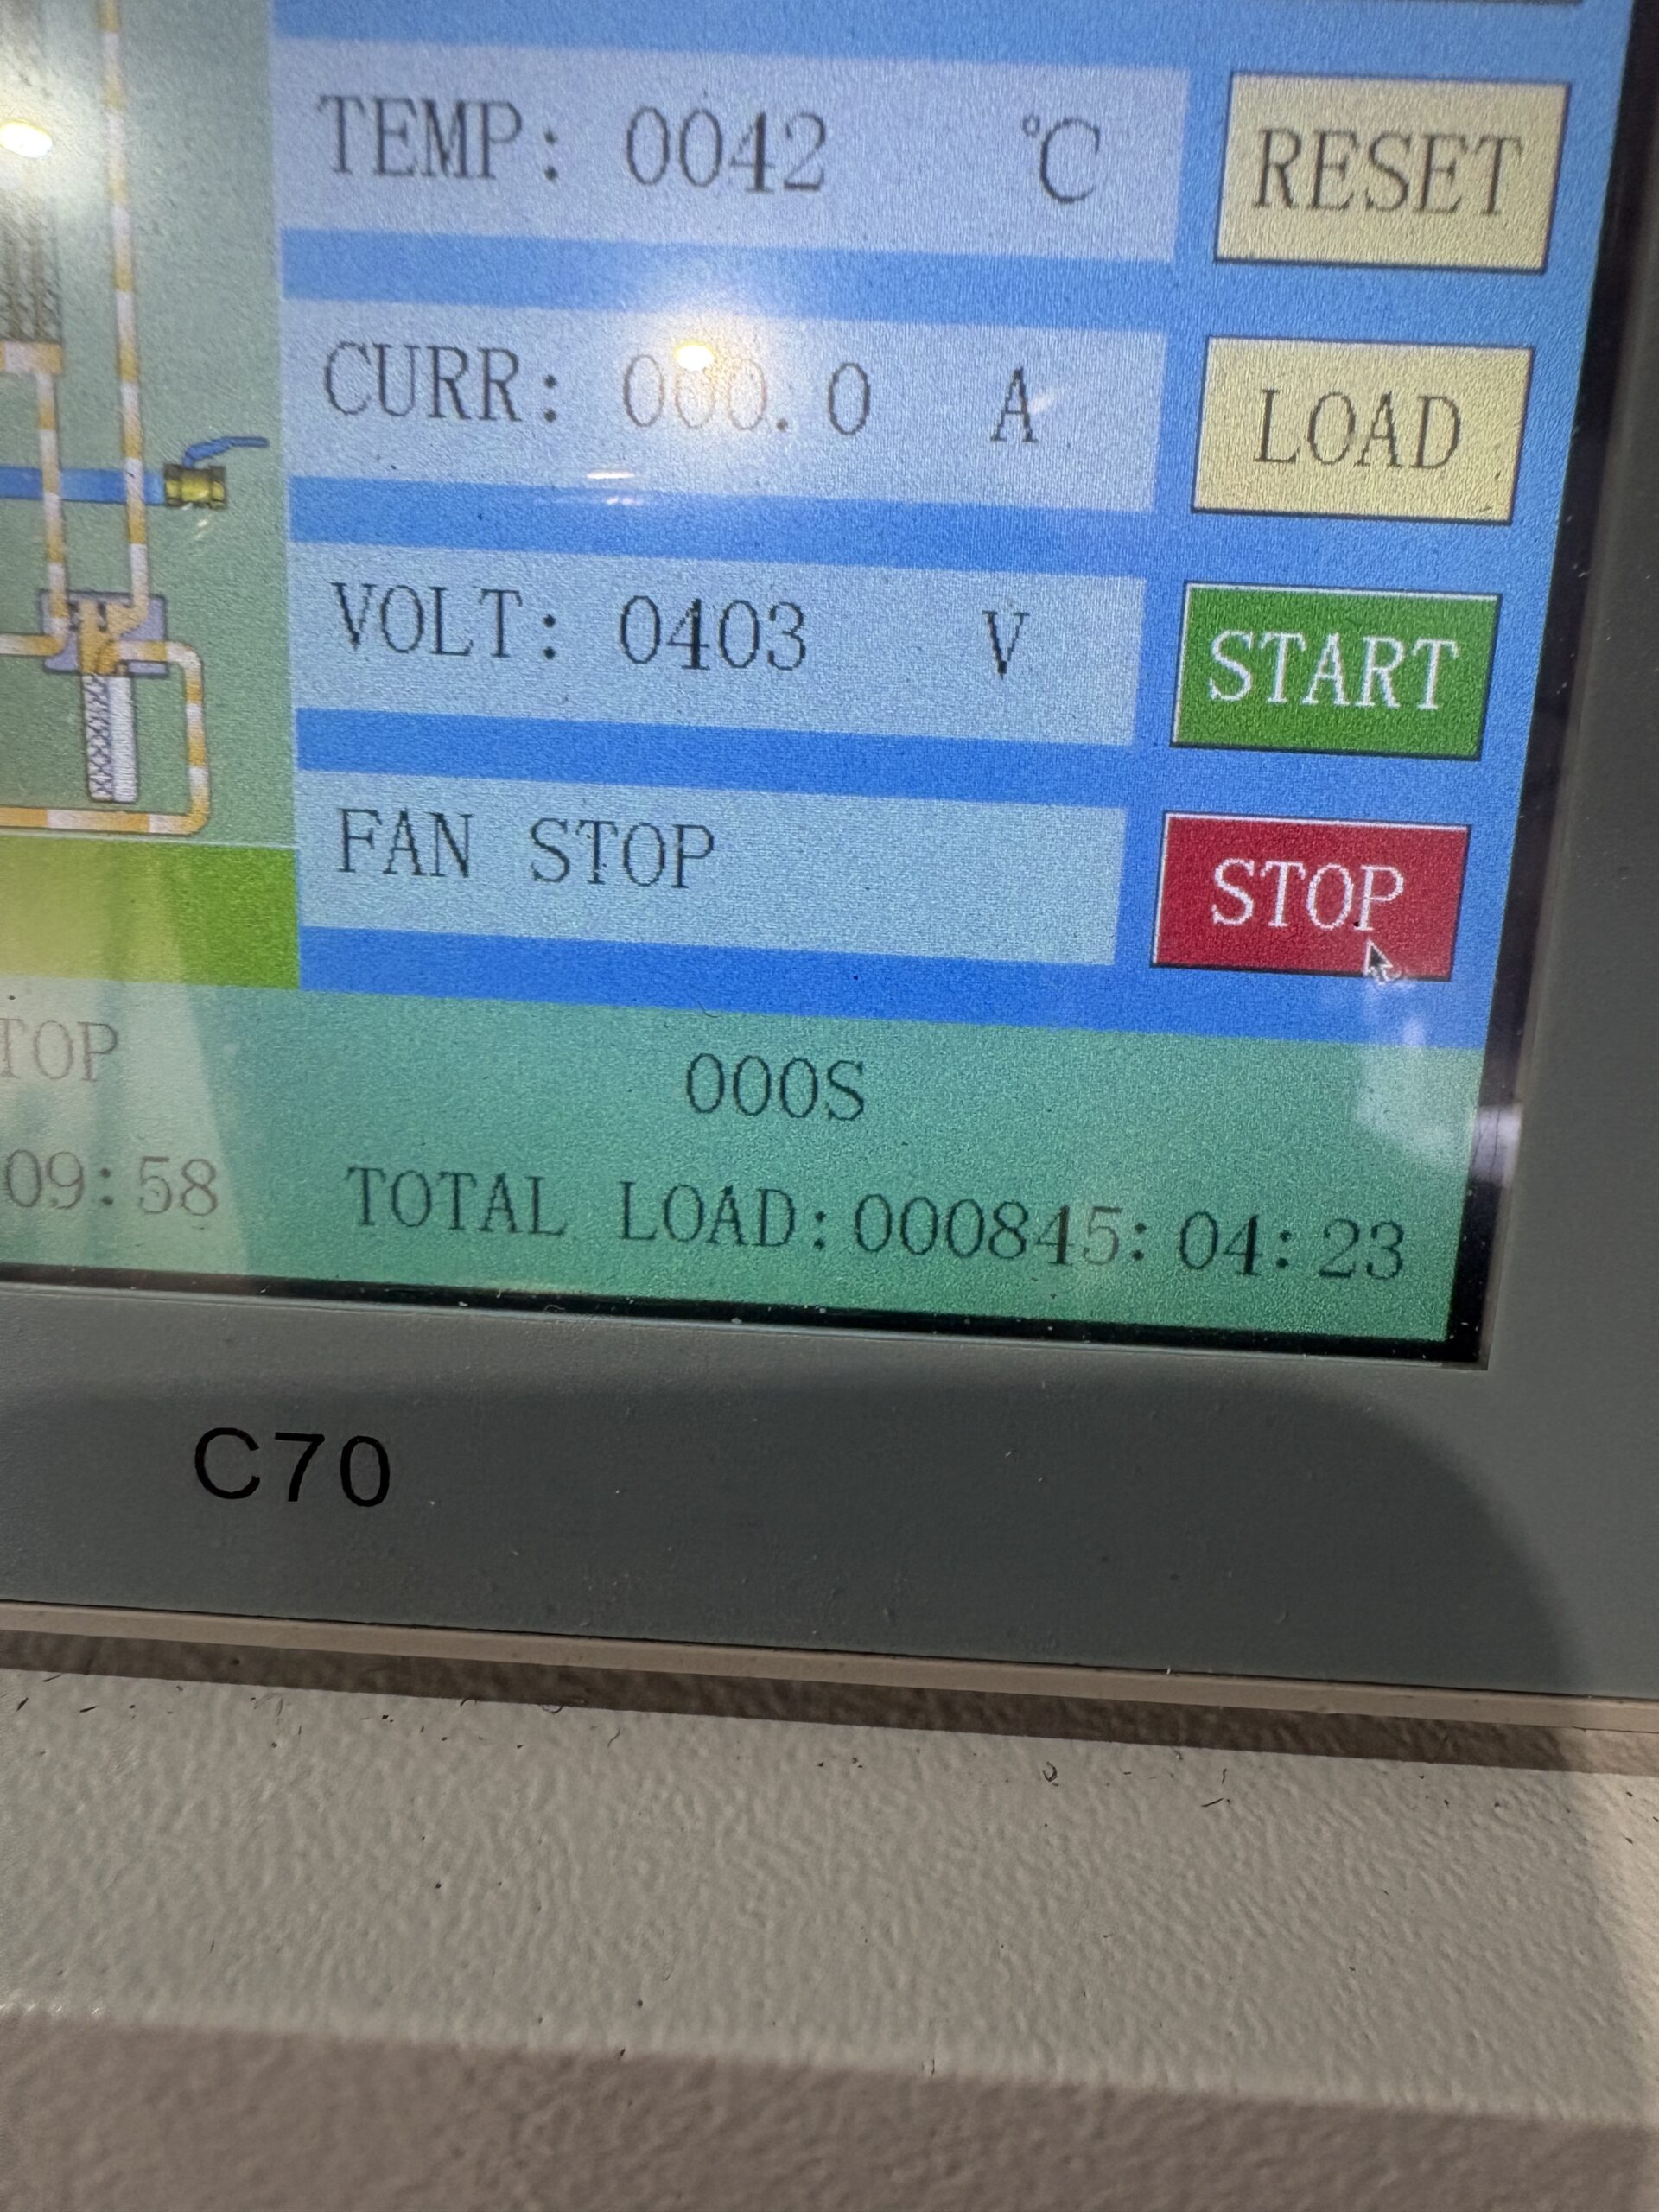 TEMP: 0042 °C
RESET
CURR: 000.0 A
LOAD
VOLT: 0403 V
START
FAN STOP
STOP
TOP 000S
09:58 TOTAL LOAD:000845:04:23
C70